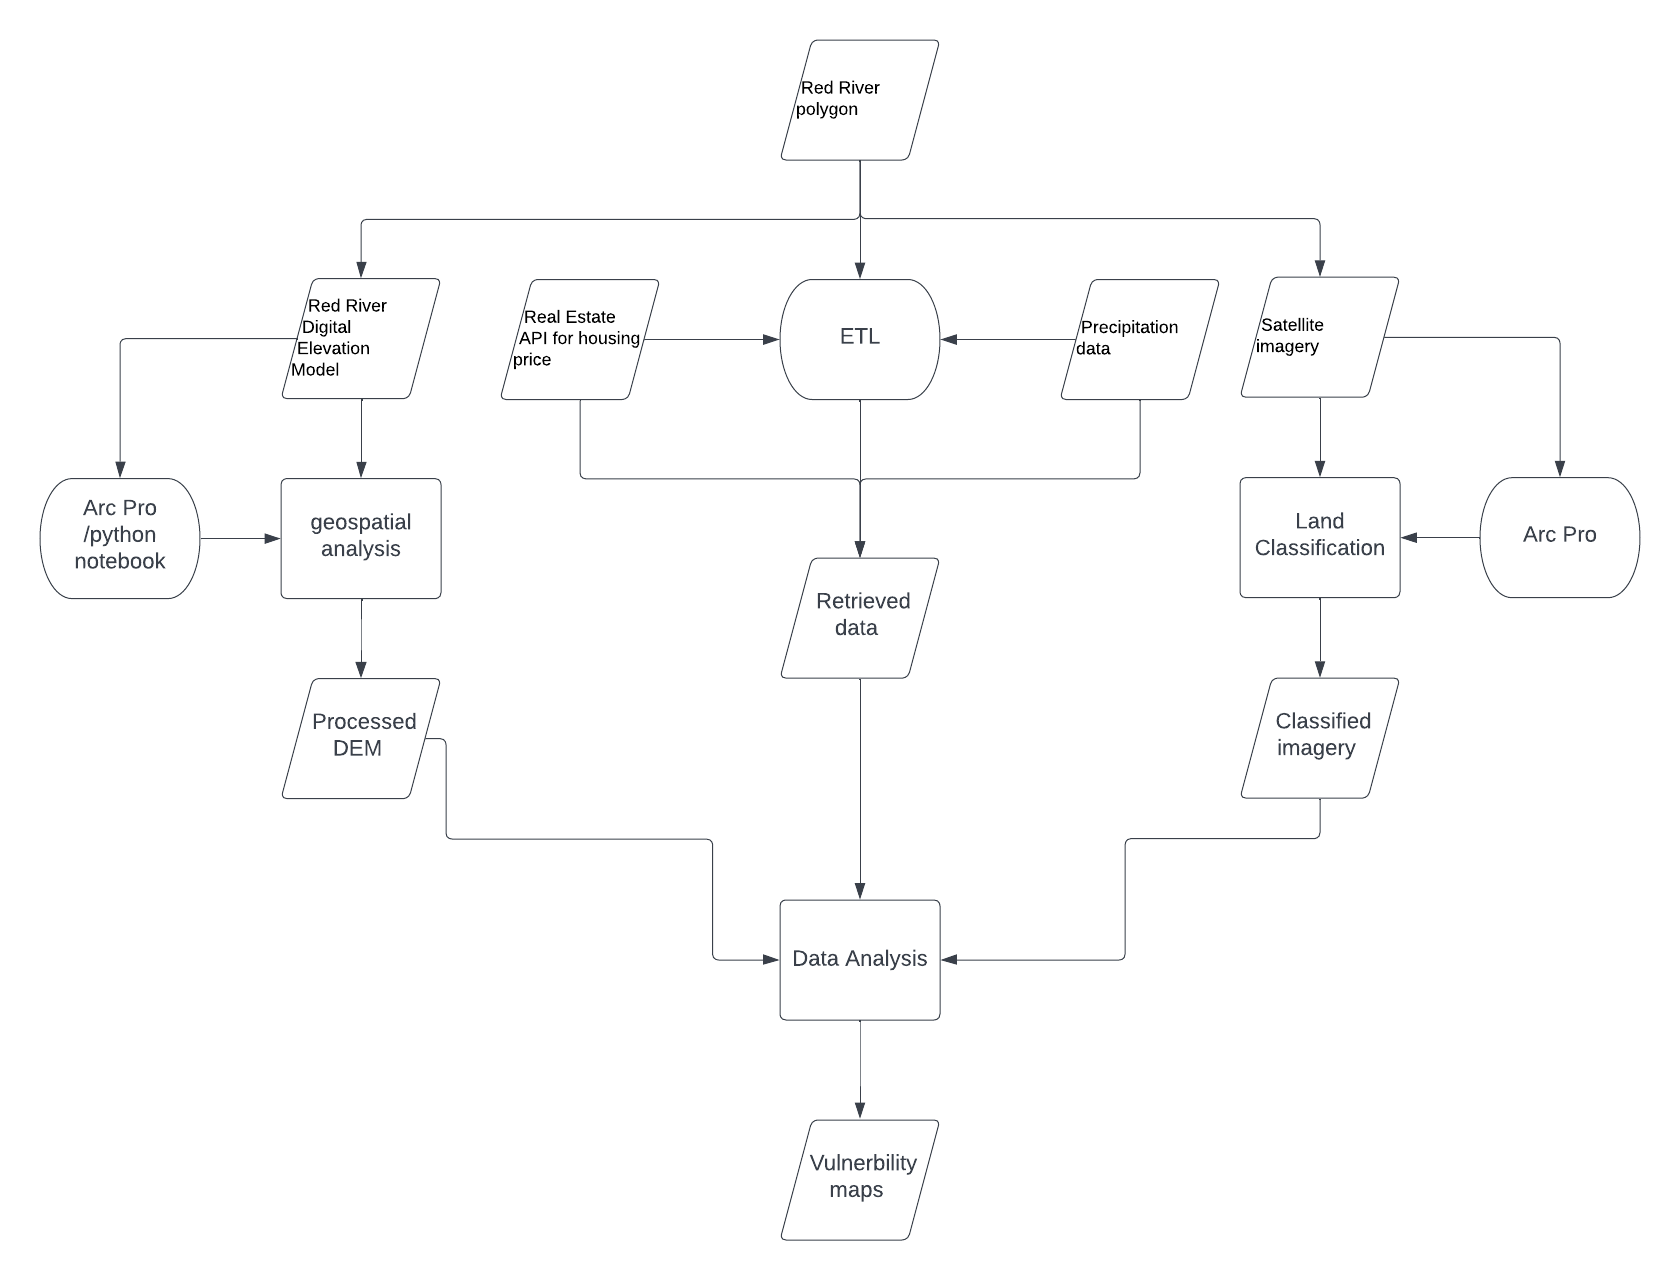 Red River
polygon
Red River
Digital
Elevation
Model
Real Estate
API for housing
price
ETL
Precipitation
data
Satellite
imagery
Arc Pro
/python
notebook
geospatial
analysis
Land
Classification
Arc Pro
Retrieved
data
Processed
DEM
Classified
imagery
Data Analysis
Vulnerbility
maps